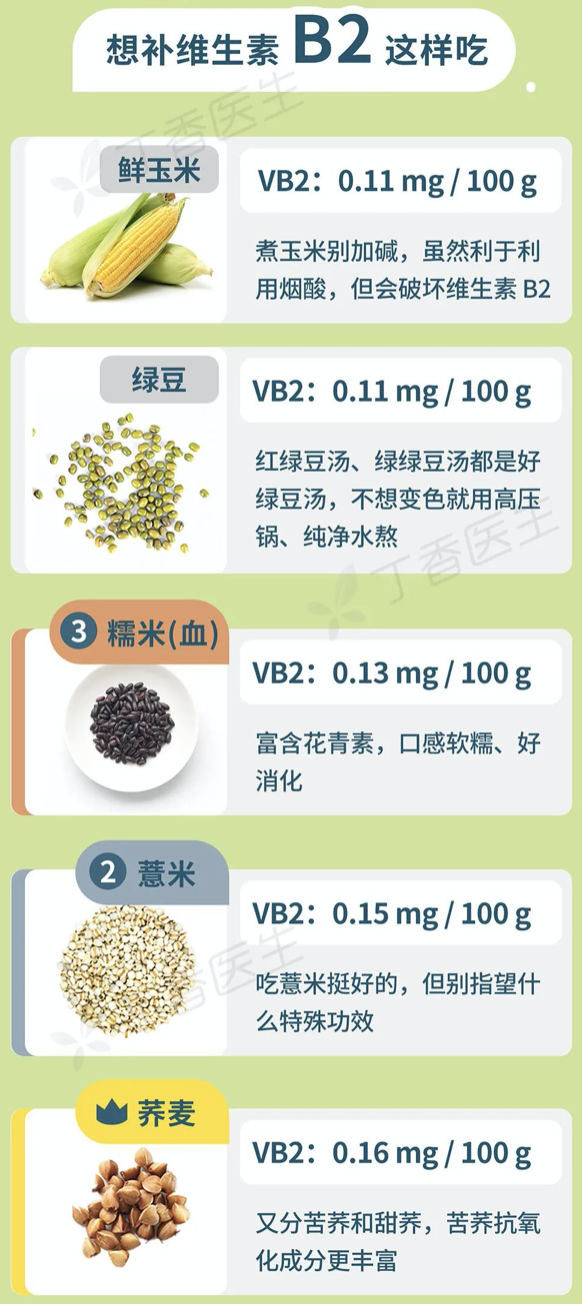 想补维生素 B2 这样吃
丁香医生
鲜玉米
VB2：0.11 mg / 100 g
煮玉米别加碱，虽然利于利
用烟酸，但会破坏维生素 B2
绿豆
VB2：0.11 mg / 100 g
红绿豆汤、绿绿豆汤都是好
绿豆汤，不想变色就用高压
锅、纯净水熬
丁香医生
3 糯米(血)
VB2：0.13 mg / 100 g
富含花青素，口感软糯、好
消化
2 薏米
VB2：0.15 mg / 100 g
吃薏米挺好的，但别指望什
么特殊功效
丁香医生
荞麦
VB2：0.16 mg / 100 g
又分苦荞和甜荞，苦荞抗氧
化成分更丰富